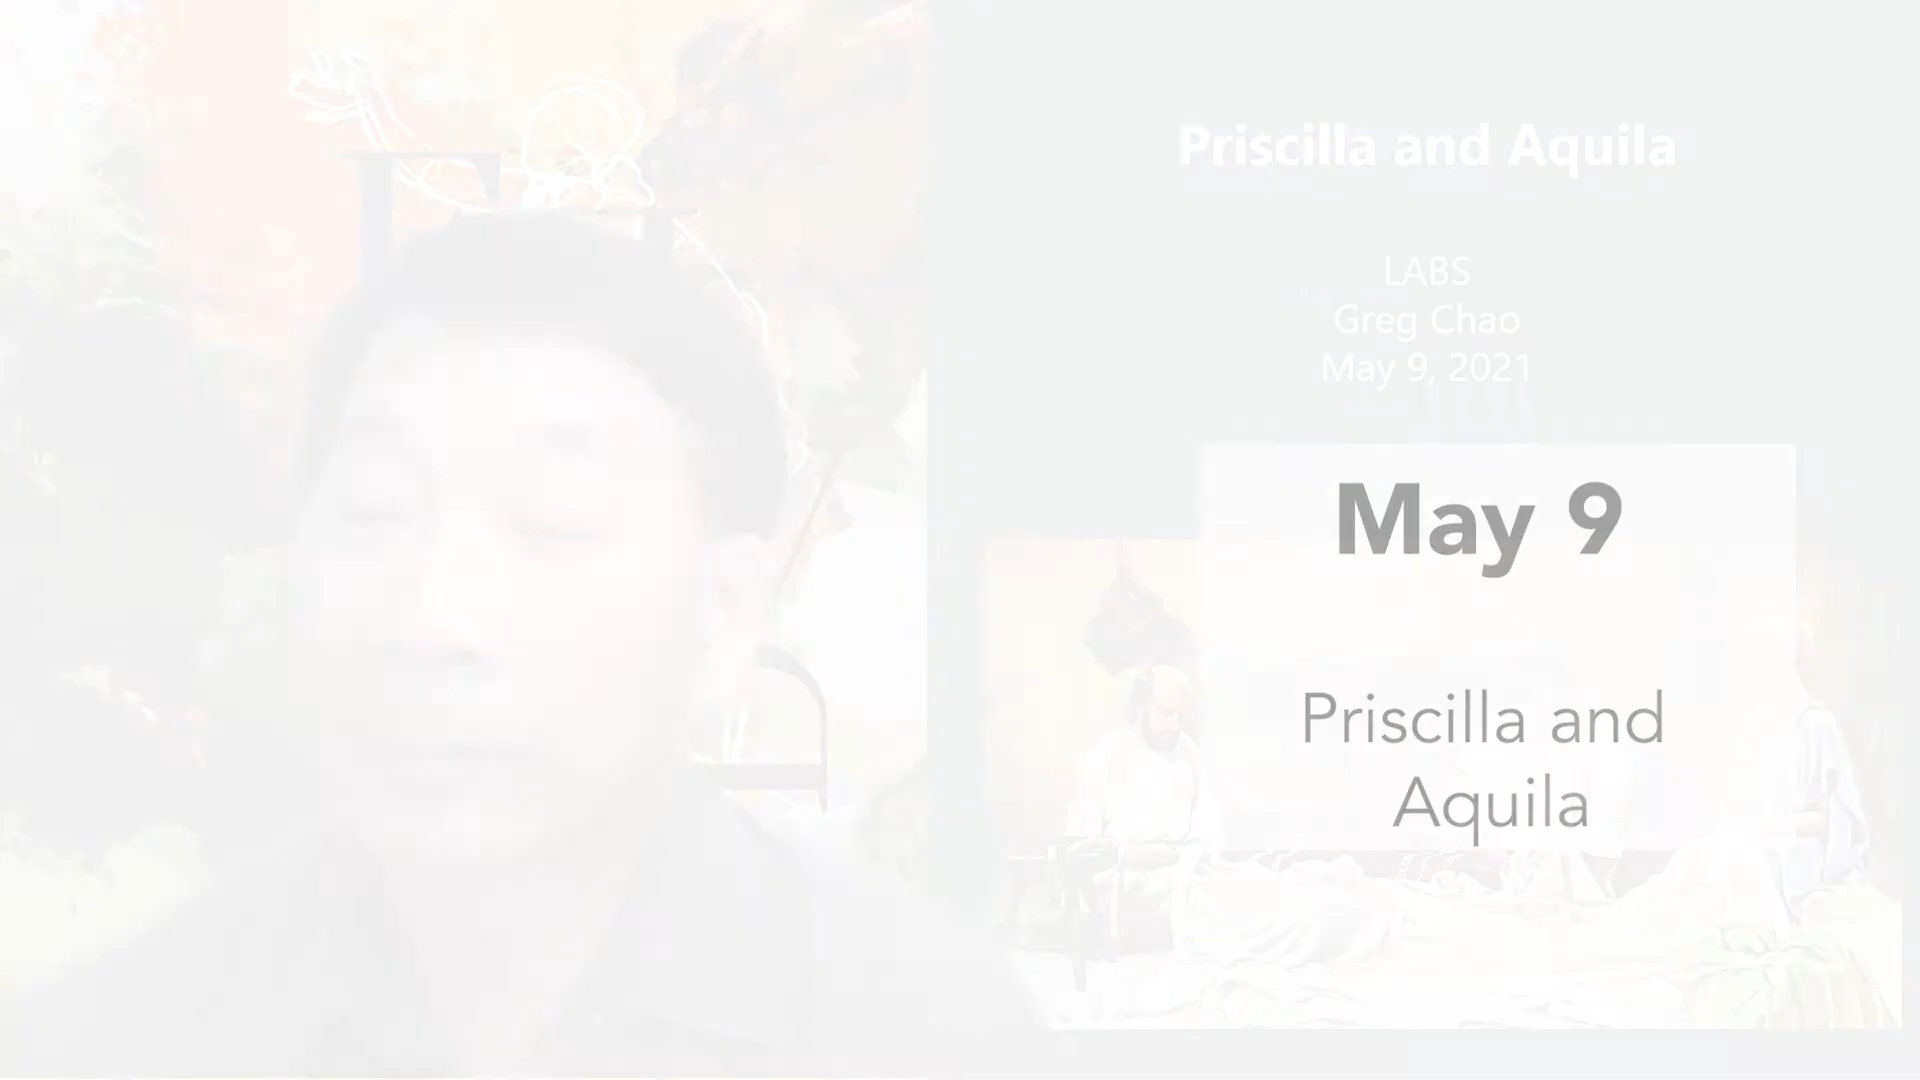 Priscilla and Aquila
LABS
Greg Chao
May 9, 2021
May 9
Priscilla and
Aquila